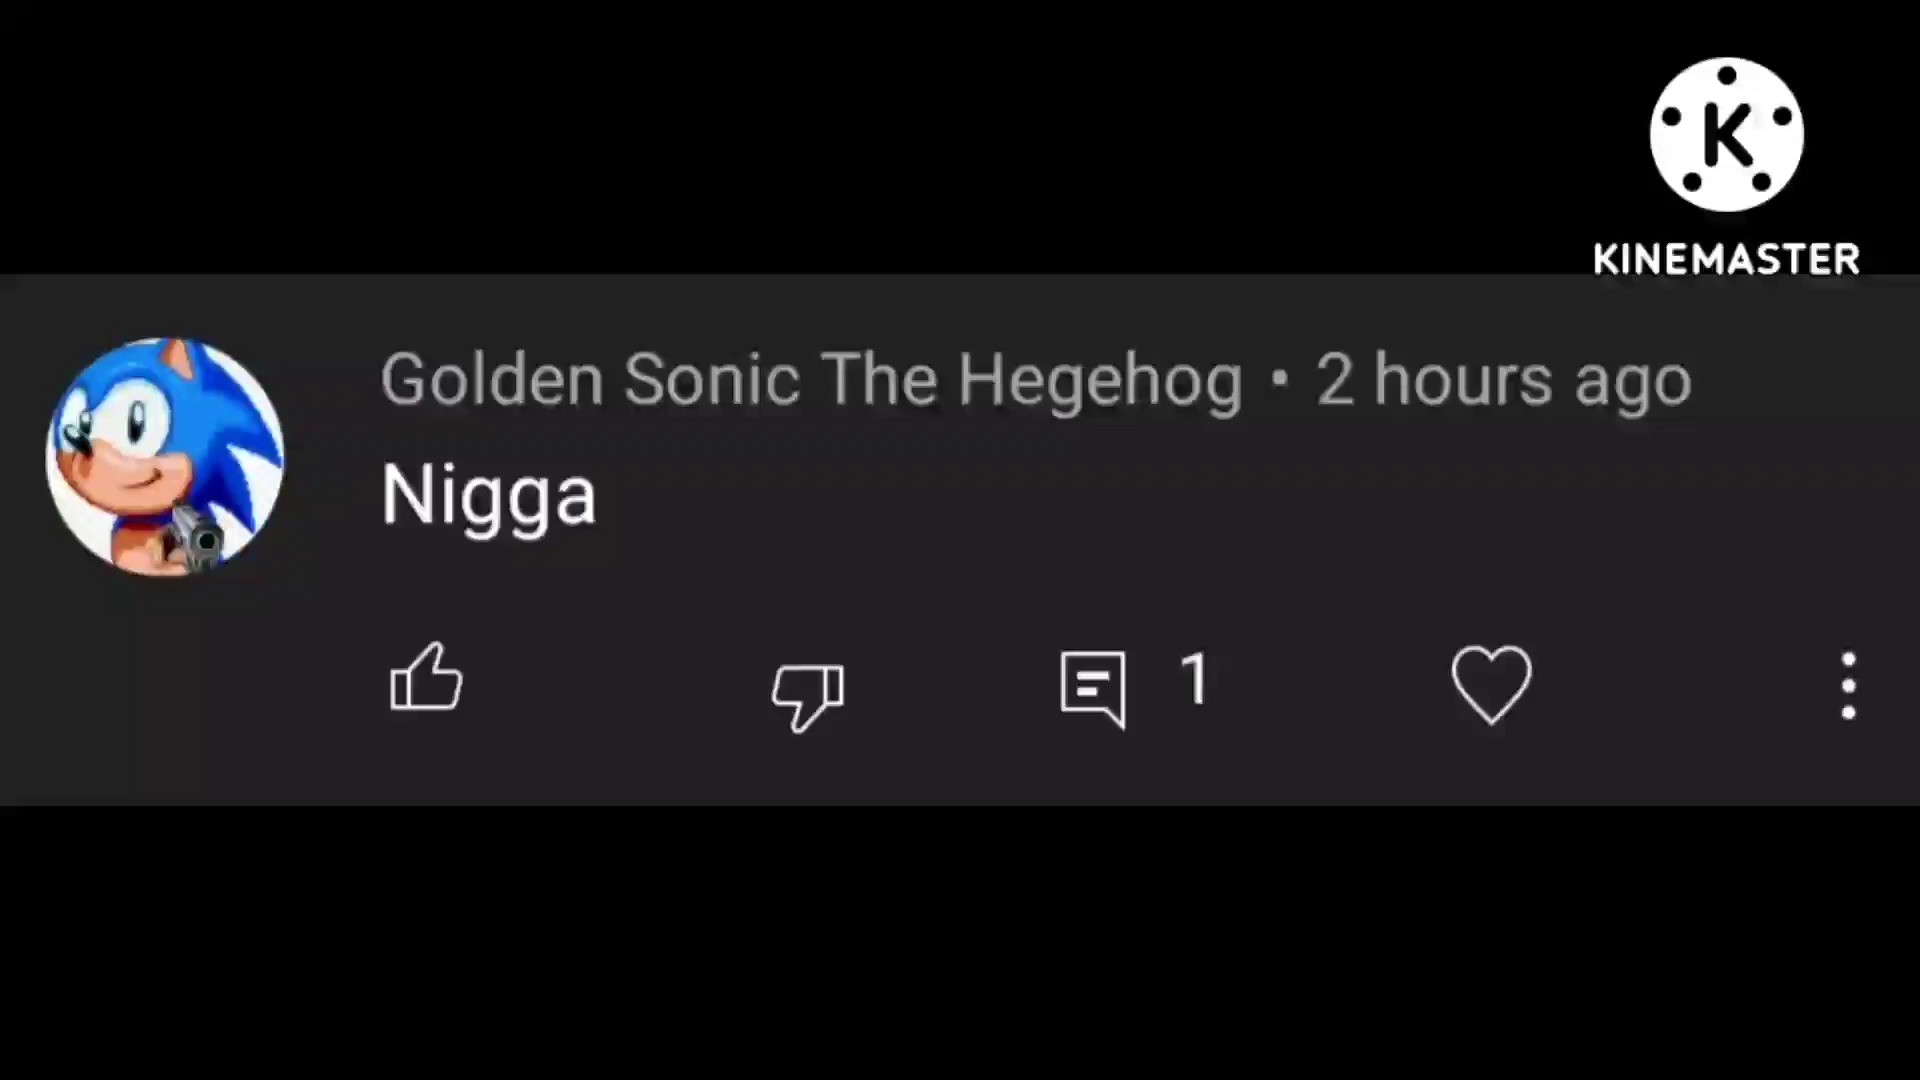 K
KINEMASTER
Golden Sonic The Hegehog • 2 hours ago
Nigga
1